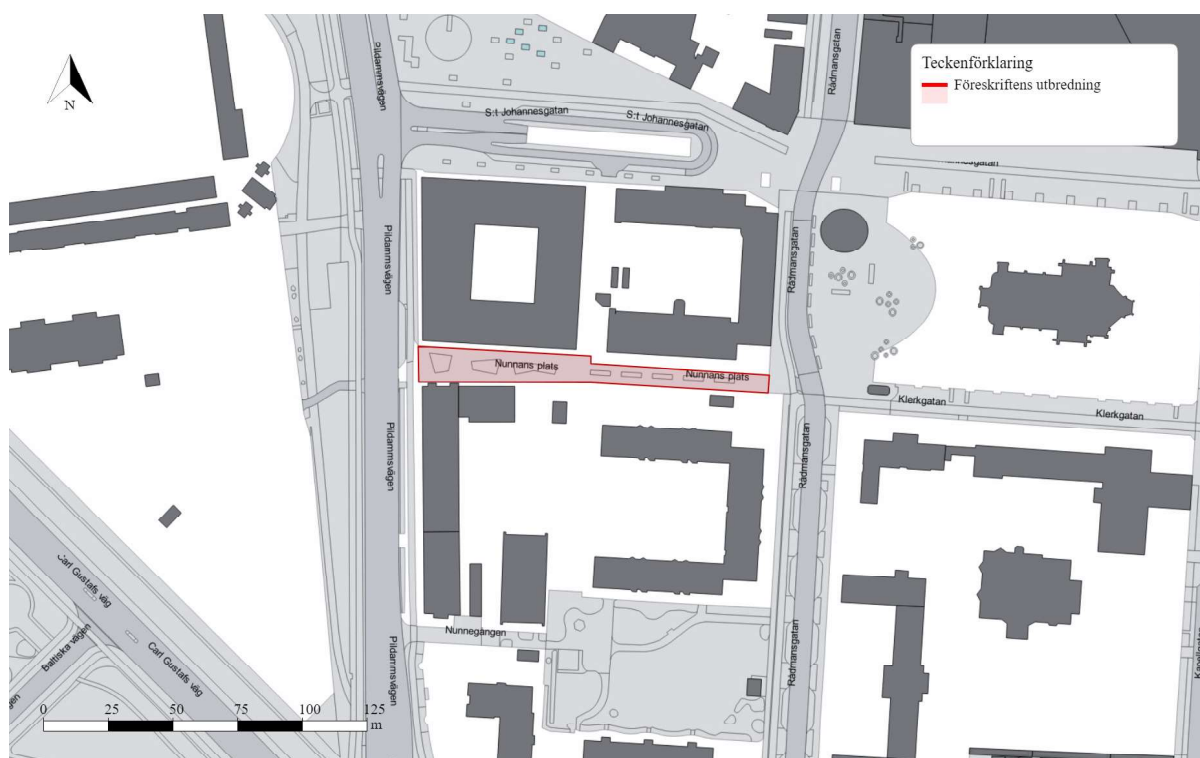 Teckenförklaring
Föreskriftens utbredning
N
Pildammsvägen
Rådmansgatan
S:t Johannesgatan
S:t Johannesgatan
Pildammsvägen
Rådmansgatan
Nunnans plats
Nunnans plats
Klerkgatan
Klerkgatan
Pildammsvägen
Rådmansgatan
Carl Gustafs väg
Baltiska vägen
Carl Gustafs väg
Nunnegången
Pildammsvägen
Rådmansgatan
0 25 50 75 100 125
m